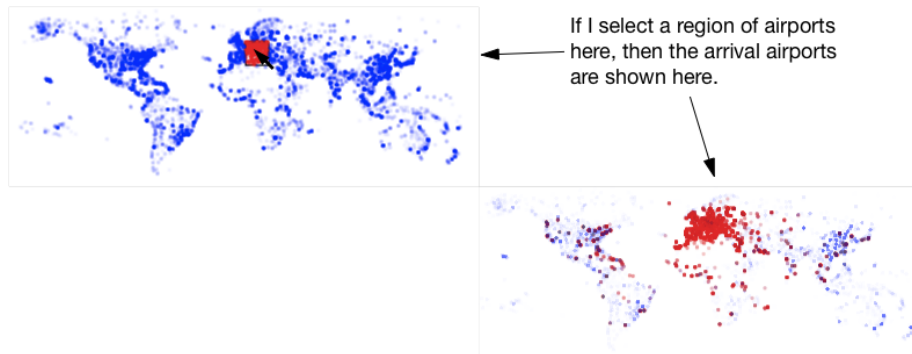 If I select a region of airports
here, then the arrival airports
are shown here.